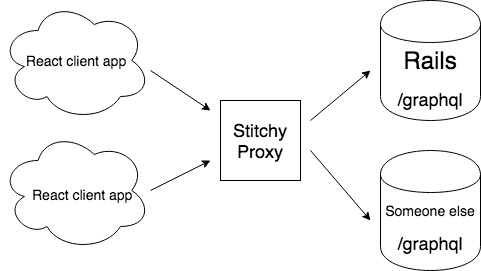 React client app
React client app
Stitchy
Proxy
Rails
/graphql
Someone else
/graphql